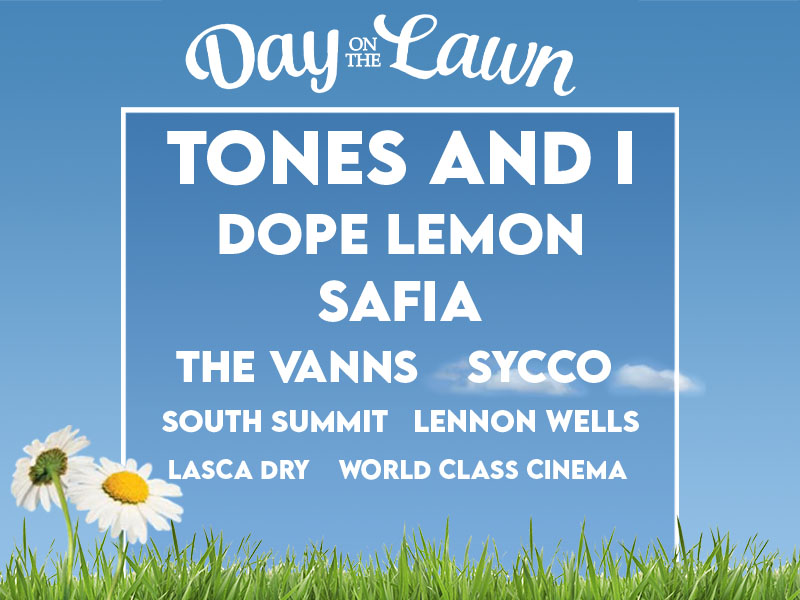 Day ON THE Lawn
TONES AND I
DOPE LEMON
SAFIA
THE VANNS SYCCO
SOUTH SUMMIT LENNON WELLS
LASCA DRY WORLD CLASS CINEMA